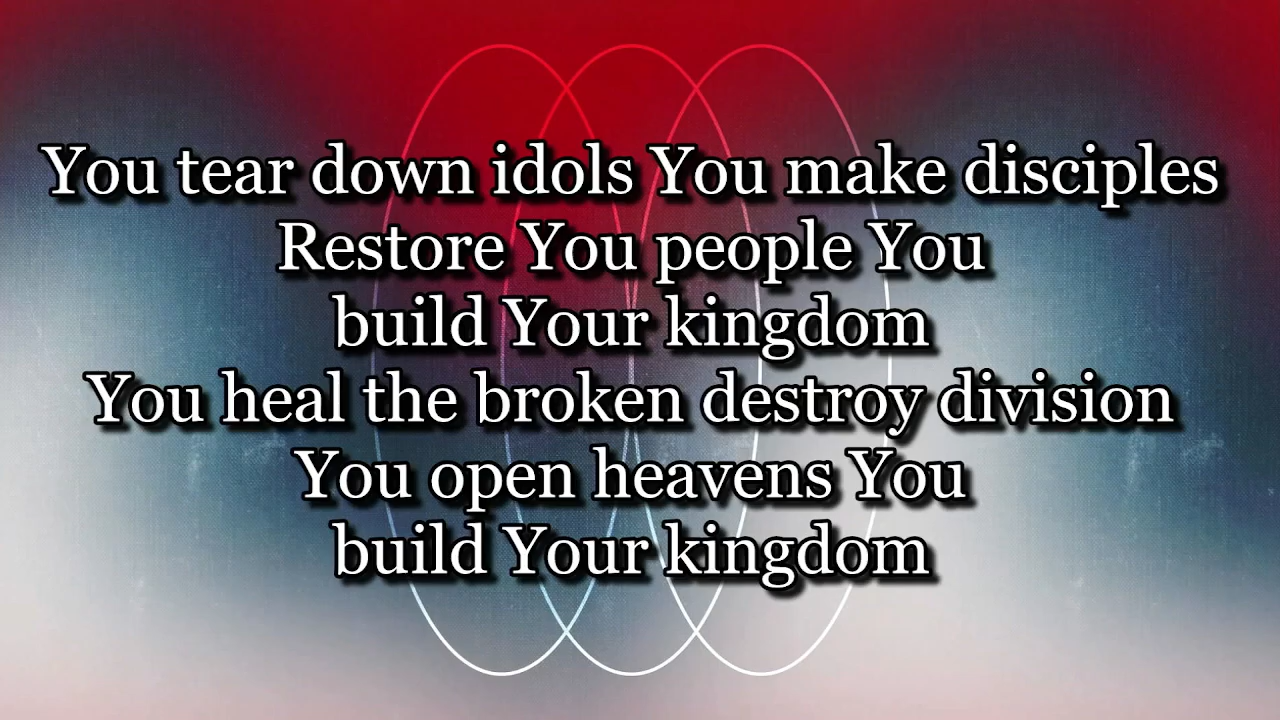 You tear down idols You make disciples
Restore You people You
build Your kingdom
You heal the broken destroy division
You open heavens You
build Your kingdom